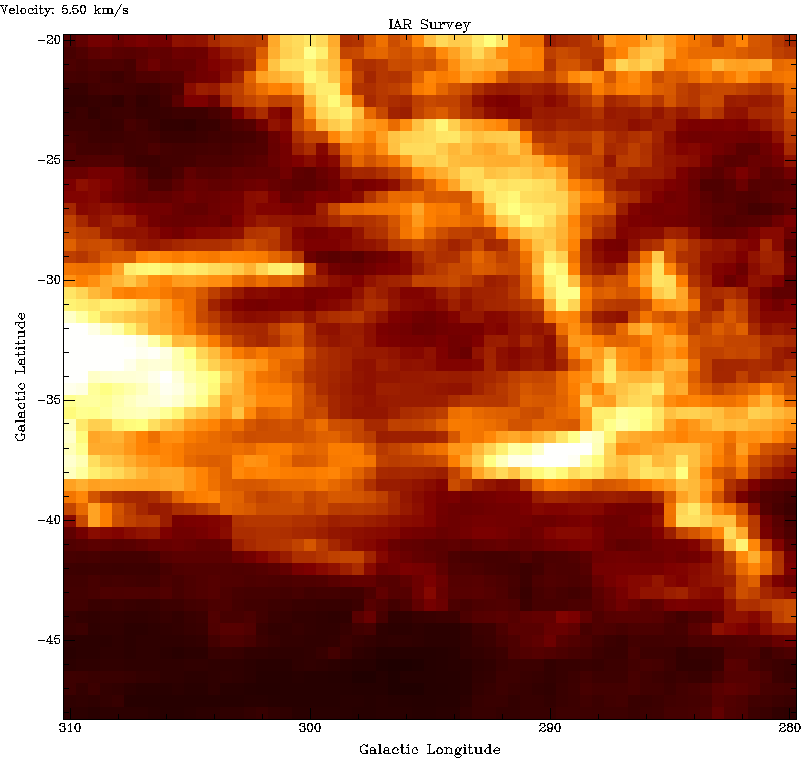 Velocity: 5.50 km/s
IAR Survey
−20
−25
−30
−35
−40
−45
Galactic Latitude
310
300
290
280
Galactic Longitude